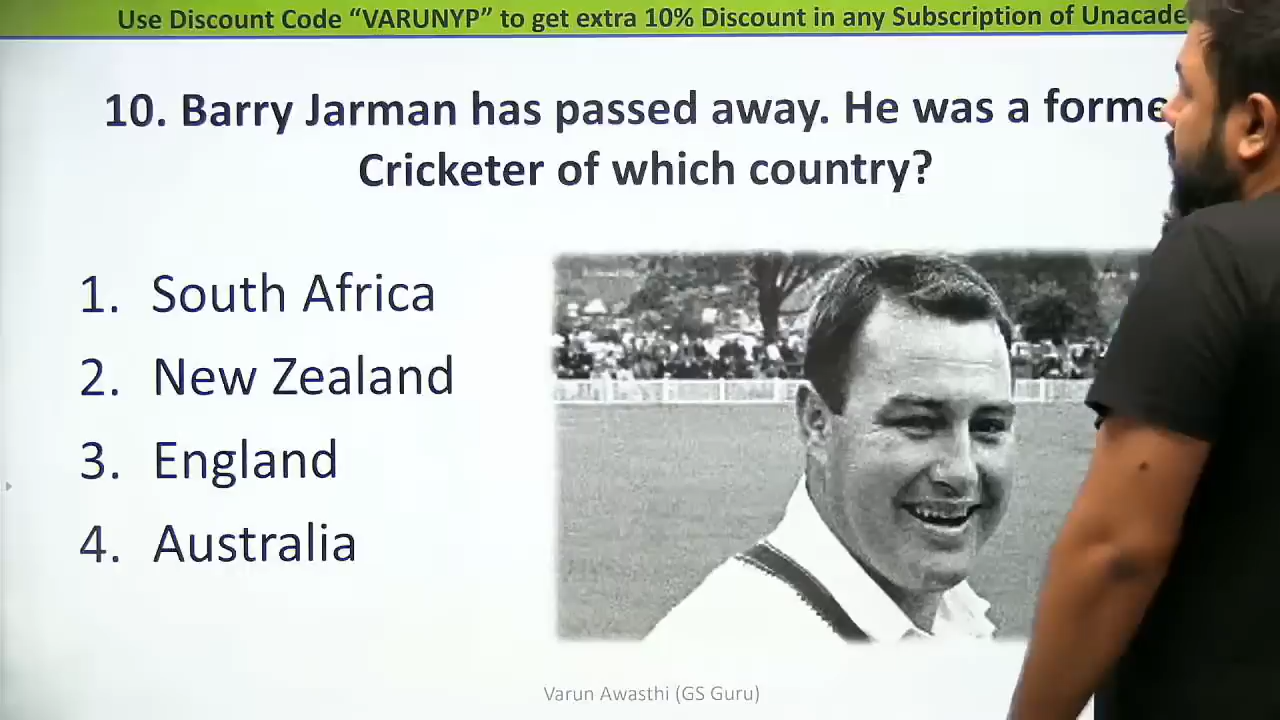 Use Discount Code “VARUNYP” to get extra 10% Discount in any Subscription of
10. Barry Jarman has passed away. He was a
Cricketer of which country?
1. South Africa
2. New Zealand
3. England
4. Australia
Varun Awasthi (GS Guru)